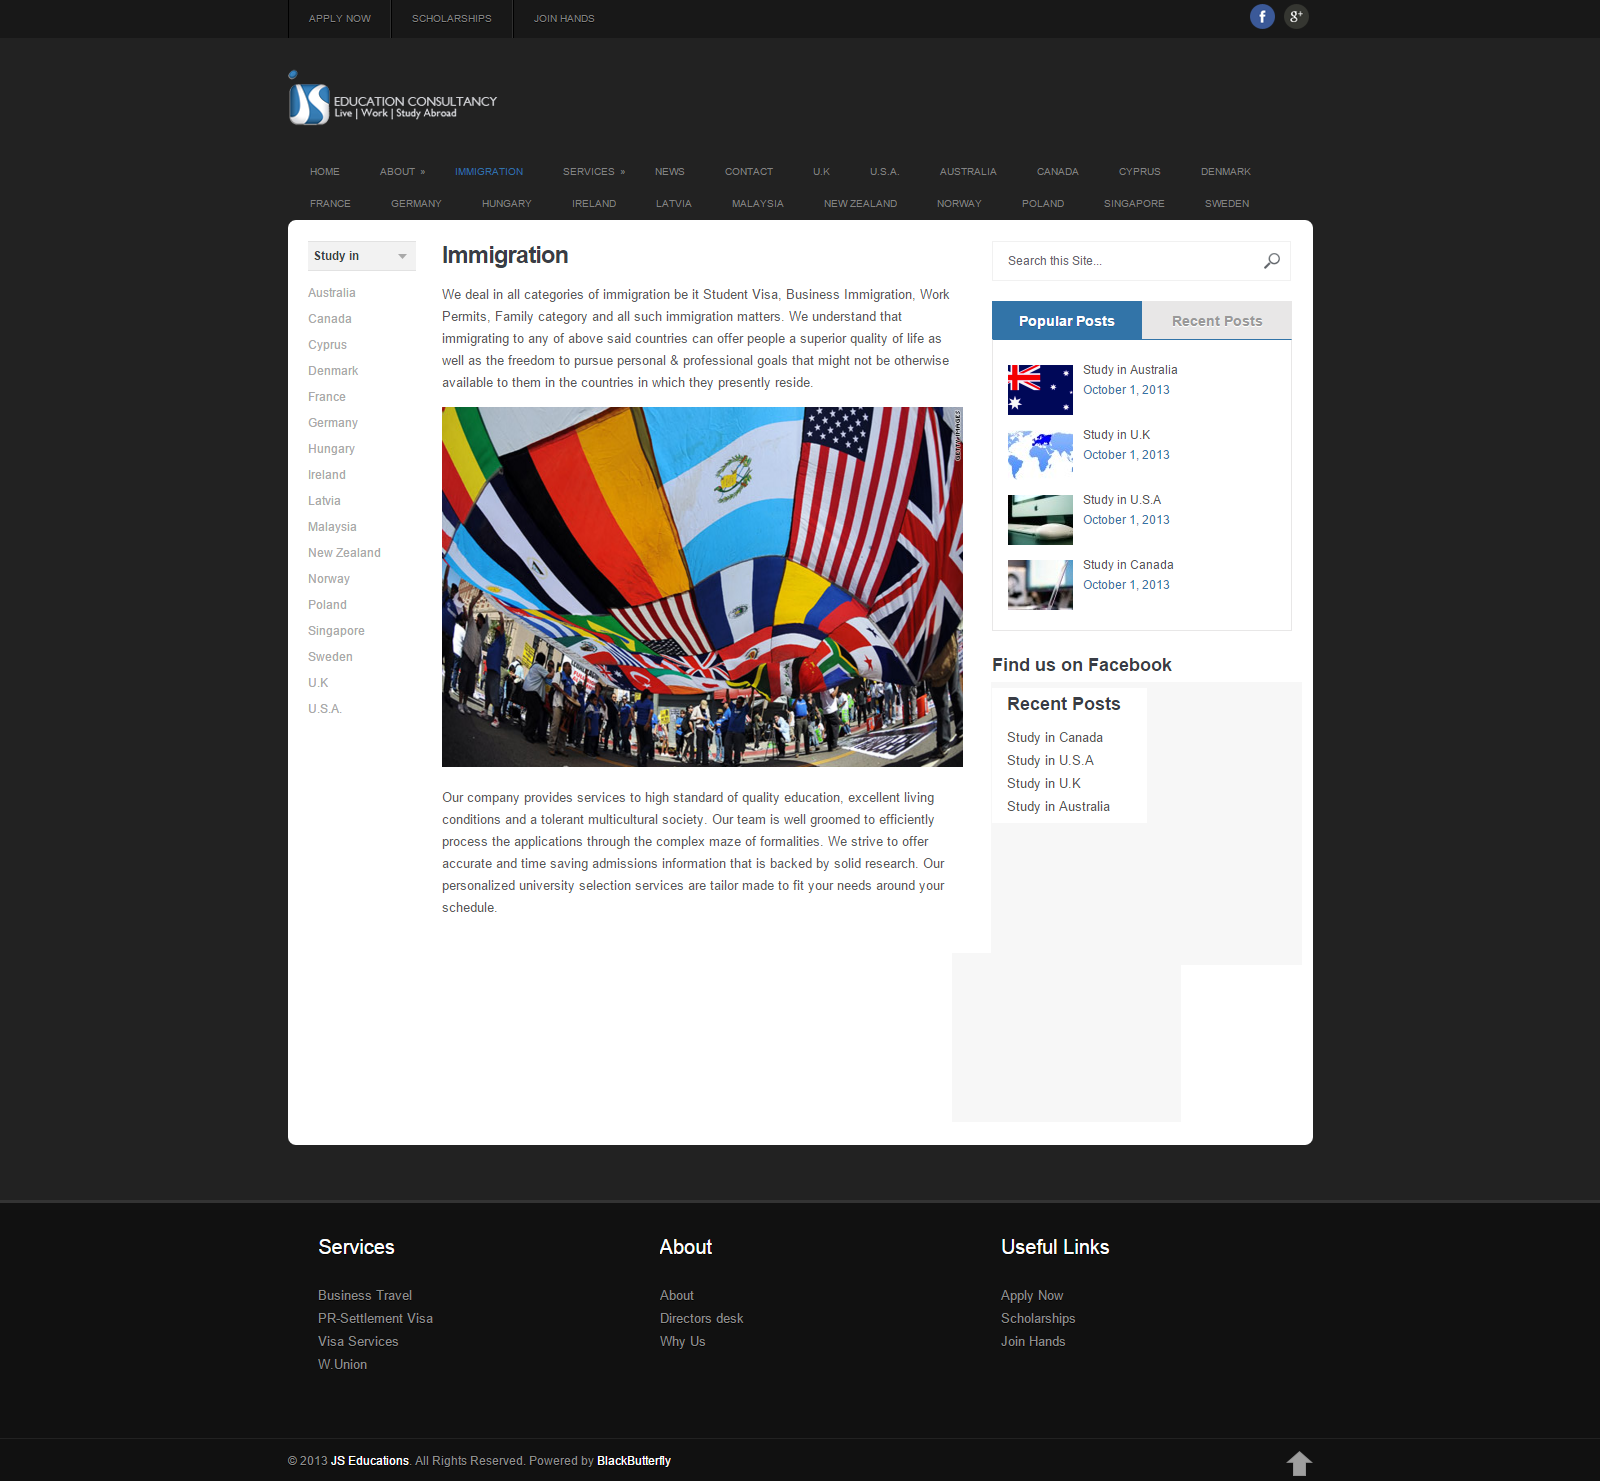 APPLY NOW SCHOLARSHIPS JOIN HANDS
f g+
JS EDUCATION CONSULTANCY
Live | Work | Study Abroad
HOME ABOUT » IMMIGRATION SERVICES » NEWS CONTACT U.K U.S.A. AUSTRALIA CANADA CYPRUS DENMARK
FRANCE GERMANY HUNGARY IRELAND LATVIA MALAYSIA NEW ZEALAND NORWAY POLAND SINGAPORE SWEDEN
Study in
Australia
Canada
Cyprus
Denmark
France
Germany
Hungary
Ireland
Latvia
Malaysia
New Zealand
Norway
Poland
Singapore
Sweden
U.K
U.S.A.
Immigration
We deal in all categories of immigration be it Student Visa, Business Immigration, Work
Permits, Family category and all such immigration matters. We understand that
immigrating to any of above said countries can offer people a superior quality of life as
well as the freedom to pursue personal & professional goals that might not be otherwise
available to them in the countries in which they presently reside.
GETTY IMAGES
Our company provides services to high standard of quality education, excellent living
conditions and a tolerant multicultural society. Our team is well groomed to efficiently
process the applications through the complex maze of formalities. We strive to offer
accurate and time saving admissions information that is backed by solid research. Our
personalized university selection services are tailor made to fit your needs around your
schedule.
Search this Site...
Popular Posts Recent Posts
Study in Australia
October 1, 2013
Study in U.K
October 1, 2013
Study in U.S.A
October 1, 2013
Study in Canada
October 1, 2013
Find us on Facebook
Recent Posts
Study in Canada
Study in U.S.A
Study in U.K
Study in Australia
Services
Business Travel
PR-Settlement Visa
Visa Services
W.Union
About
About
Directors desk
Why Us
Useful Links
Apply Now
Scholarships
Join Hands
© 2013 JS Educations. All Rights Reserved. Powered by BlackButterfly